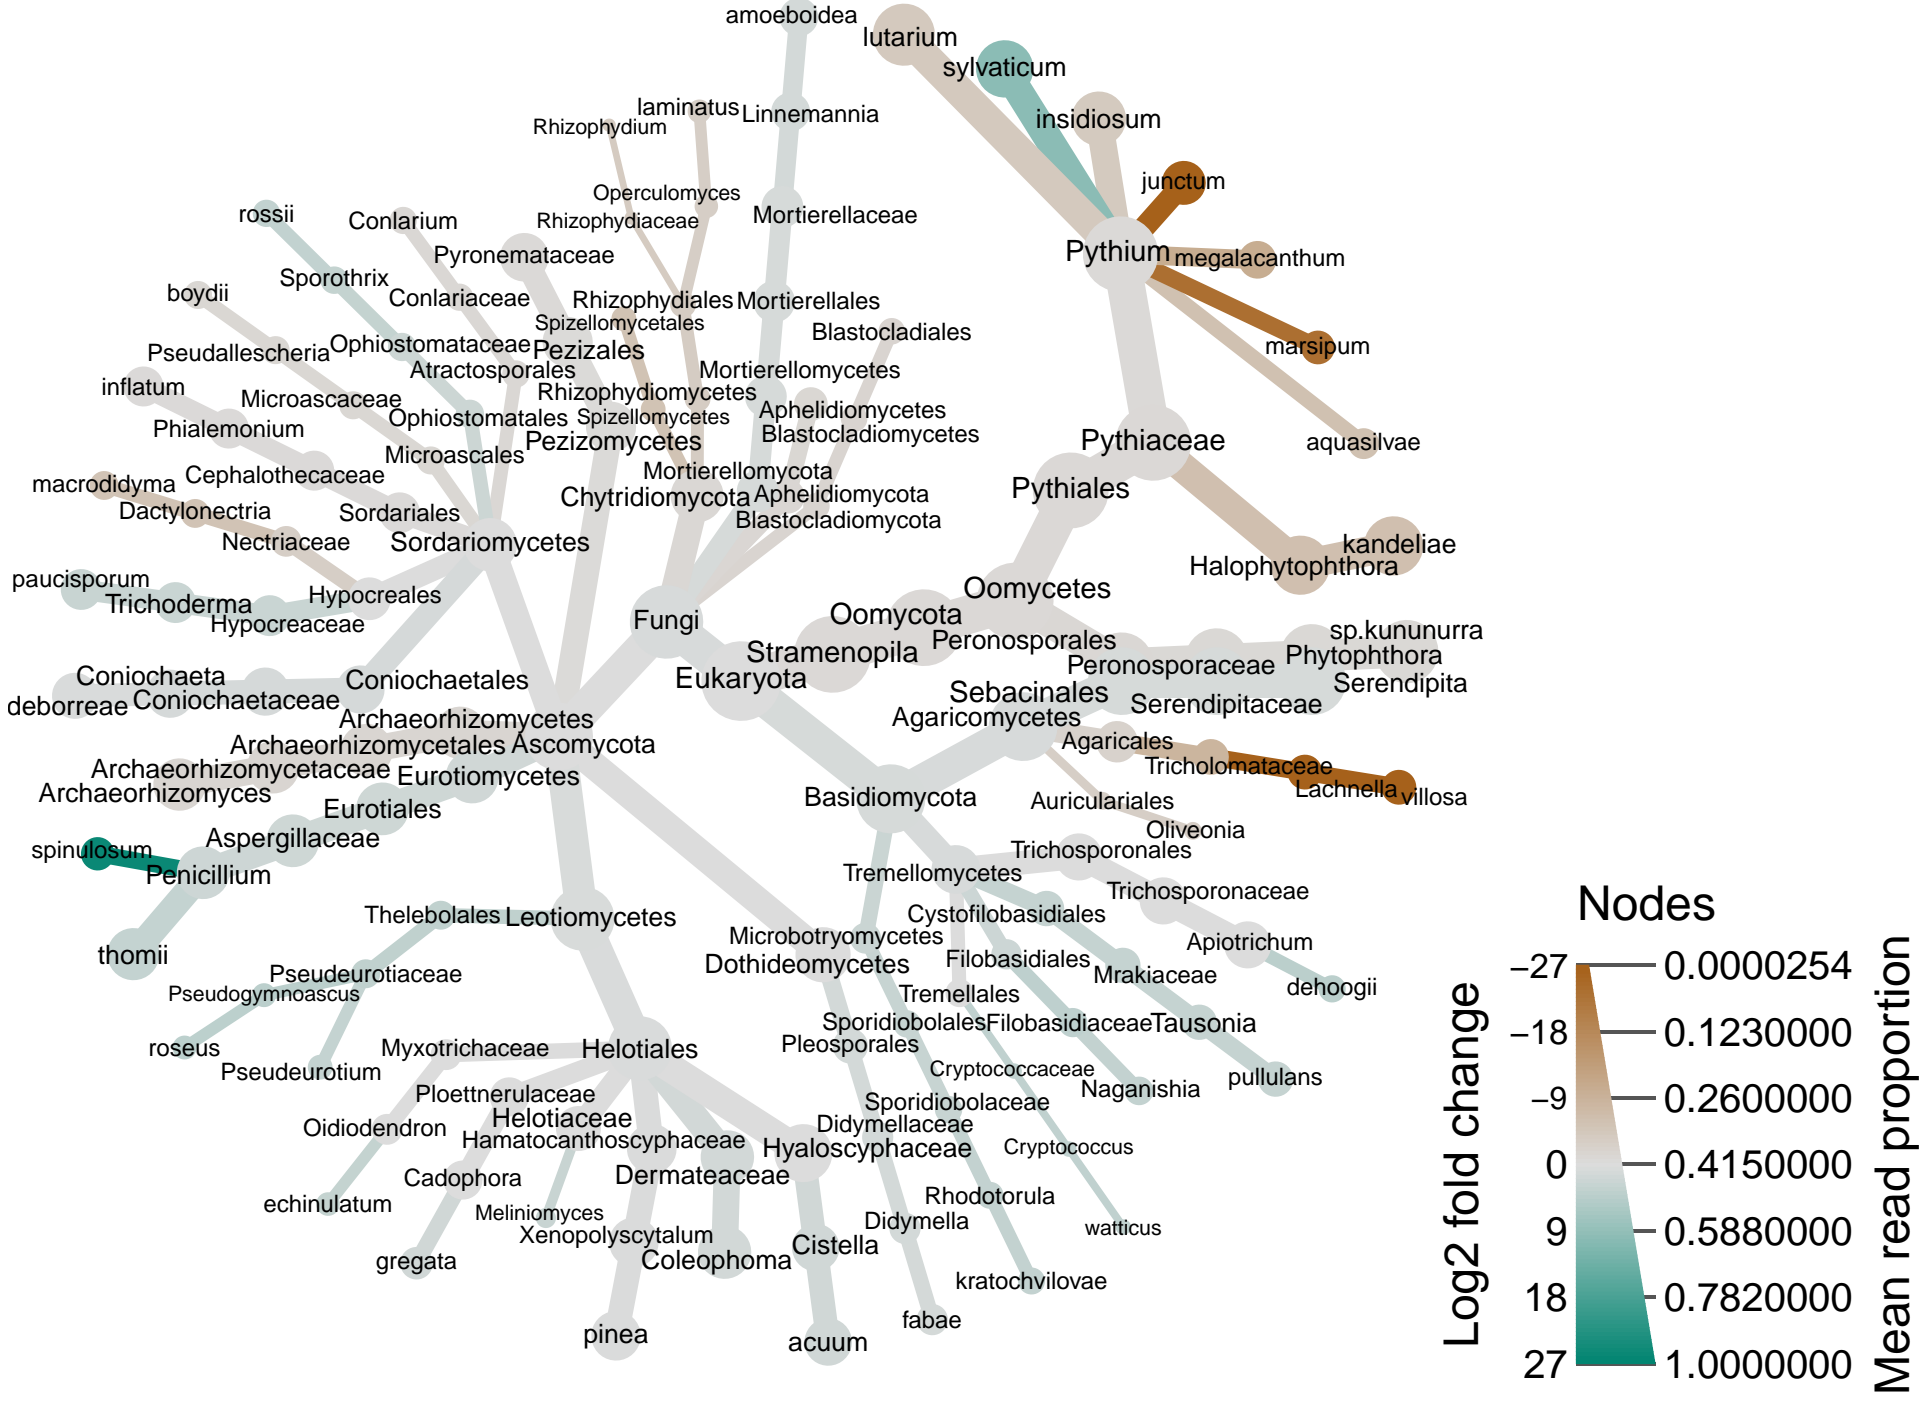 amoeboidea
lutarium
sylvaticum
laminatus
Linnemannia
Rhizophydium
insidiosum
junctum
Operculomyces
rossii
Conlarium
Rhizophydiaceae
Mortierellaceae
Pyronemataceae
Pythium
megalacanthum
Sporothrix
boydii
Conlariaceae
Rhizophydiales
Mortierellales
Spizellomycetales
Blastocladiales
Ophiostomataceae
Pezizales
marsipum
Pseudallescheria
Atractosporales
Mortierellomycetes
inflatum
Rhizophydiomycetes
Microascaceae
Aphelidiomycetes
Ophiostomatales
Spizellomycetes
Phialemonium
Blastocladiomycetes
Pezizomycetes
Pythiaceae
aquasilvae
Microascales
Mortierellomycota
Cephalothecaceae
macrodidyma
Pythiales
Chytridiomycota
Aphelidiomycota
Dactylonectria
Sordariales
Blastocladiomycota
Nectriaceae
Sordariomycetes
kandeliae
Halophytophthora
paucisporum
Oomycetes
Trichoderma
Hypocreales
Oomycota
Hypocreaceae
Fungi
sp.kununurra
Peronosporales
Stramenopila
Phytophthora
Peronosporaceae
Coniochaeta
Coniochaetales
Eukaryota
Serendipita
Sebacinales
deborreae
Coniochaetaceae
Serendipitaceae
Archaeorhizomycetes
Agaricomycetes
Archaeorhizomycetales
Ascomycota
Agaricales
Tricholomataceae
Archaeorhizomycetaceae
Eurotiomycetes
Archaeorhizomyces
Lachnella
villosa
Basidiomycota
Auriculariales
Eurotiales
Oliveonia
Aspergillaceae
spinulosum
Trichosporonales
Penicillium
Tremellomycetes
Trichosporonaceae
Thelebolales
Leotiomycetes
Cystofilobasidiales
Microbotryomycetes
Apiotrichum
thomii
Filobasidiales
Dothideomycetes
Pseudeurotiaceae
Mrakiaceae
Pseudogymnoascus
Tremellales
dehoogii
Sporidiobolales
Filobasidiaceae
Tausonia
roseus
Myxotrichaceae
Helotiales
Pleosporales
Pseudeurotium
Cryptococcaceae
pullulans
Naganishia
Ploettnerulaceae
Sporidiobolaceae
Helotiaceae
Didymellaceae
Oidiodendron
Hamatocanthoscyphaceae
Hyaloscyphaceae
Cryptococcus
Cadophora
Dermateaceae
echinulatum
Rhodotorula
Meliniomyces
Didymella
watticus
Xenopolyscytalum
Cistella
gregata
Coleophoma
kratochvilovae
fabae
pinea
acuum
Nodes
−27 0.0000254
−18 0.1230000
−9 0.2600000
0 0.4150000
9 0.5880000
18 0.7820000
27 1.0000000
Log2 fold change
Mean read proportion